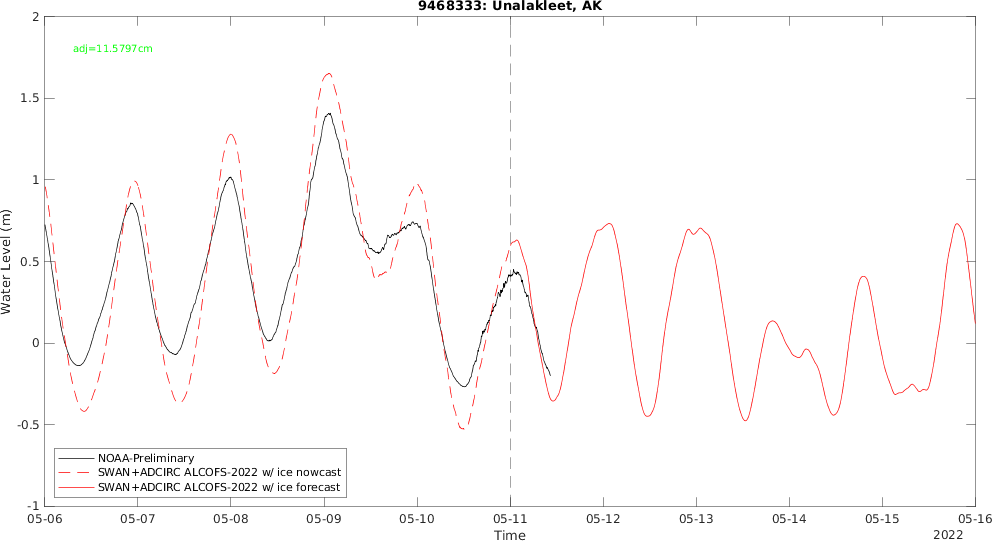 9468333: Unalakleet, AK
adj=11.5797cm
Water Level (m)
2
1.5
1
0.5
0
-0.5
-1
NOAA-Preliminary
SWAN+ADCIRC ALCOFS-2022 w/ ice nowcast
SWAN+ADCIRC ALCOFS-2022 w/ ice forecast
05-06 05-07 05-08 05-09 05-10 05-11 05-12 05-13 05-14 05-15 05-16
Time
2022